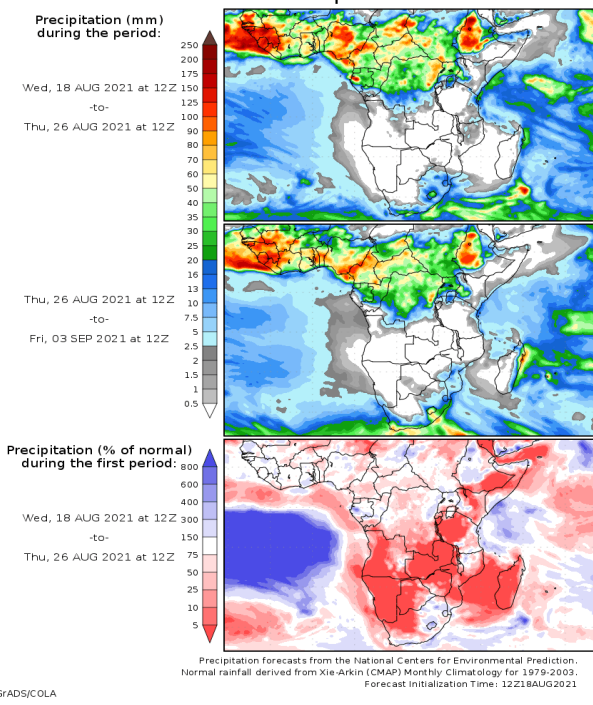 Precipitation (mm)
during the period:
250
200
175
150
125
100
90
80
70
60
50
40
35
30
25
20
16
13
10
7.5
5
2.5
2
1.5
1
0.5
Wed, 18 AUG 2021 at 12Z
-to-
Thu, 26 AUG 2021 at 12Z
Thu, 26 AUG 2021 at 12Z
-to-
Fri, 03 SEP 2021 at 12Z
Precipitation (% of normal)
during the first period:
800
600
400
300
150
75
50
25
10
5
Wed, 18 AUG 2021 at 12Z
-to-
Thu, 26 AUG 2021 at 12Z
Precipitation forecasts from the National Centers for Environmental Prediction.
Normal rainfall derived from Xie-Arkin (CMAP) Monthly Climatology for 1979-2003.
Forecast Initialization Time: 12Z18AUG2021
GrADS/COLA